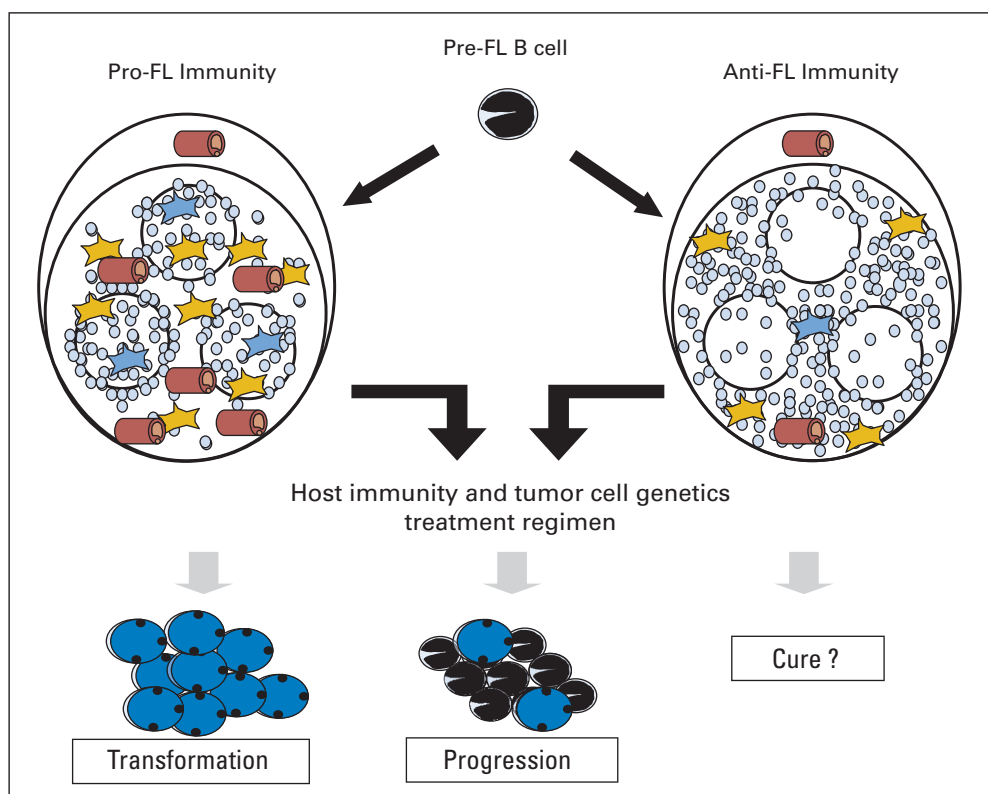 Pre-FL B cell
Pro-FL Immunity
Anti-FL Immunity
Host immunity and tumor cell genetics
treatment regimen
Transformation
Progression
Cure ?